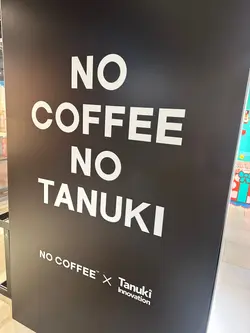 NO
COFFEE
NO
TANUKI
NO COFFEE™ × Tanuki
Innovation